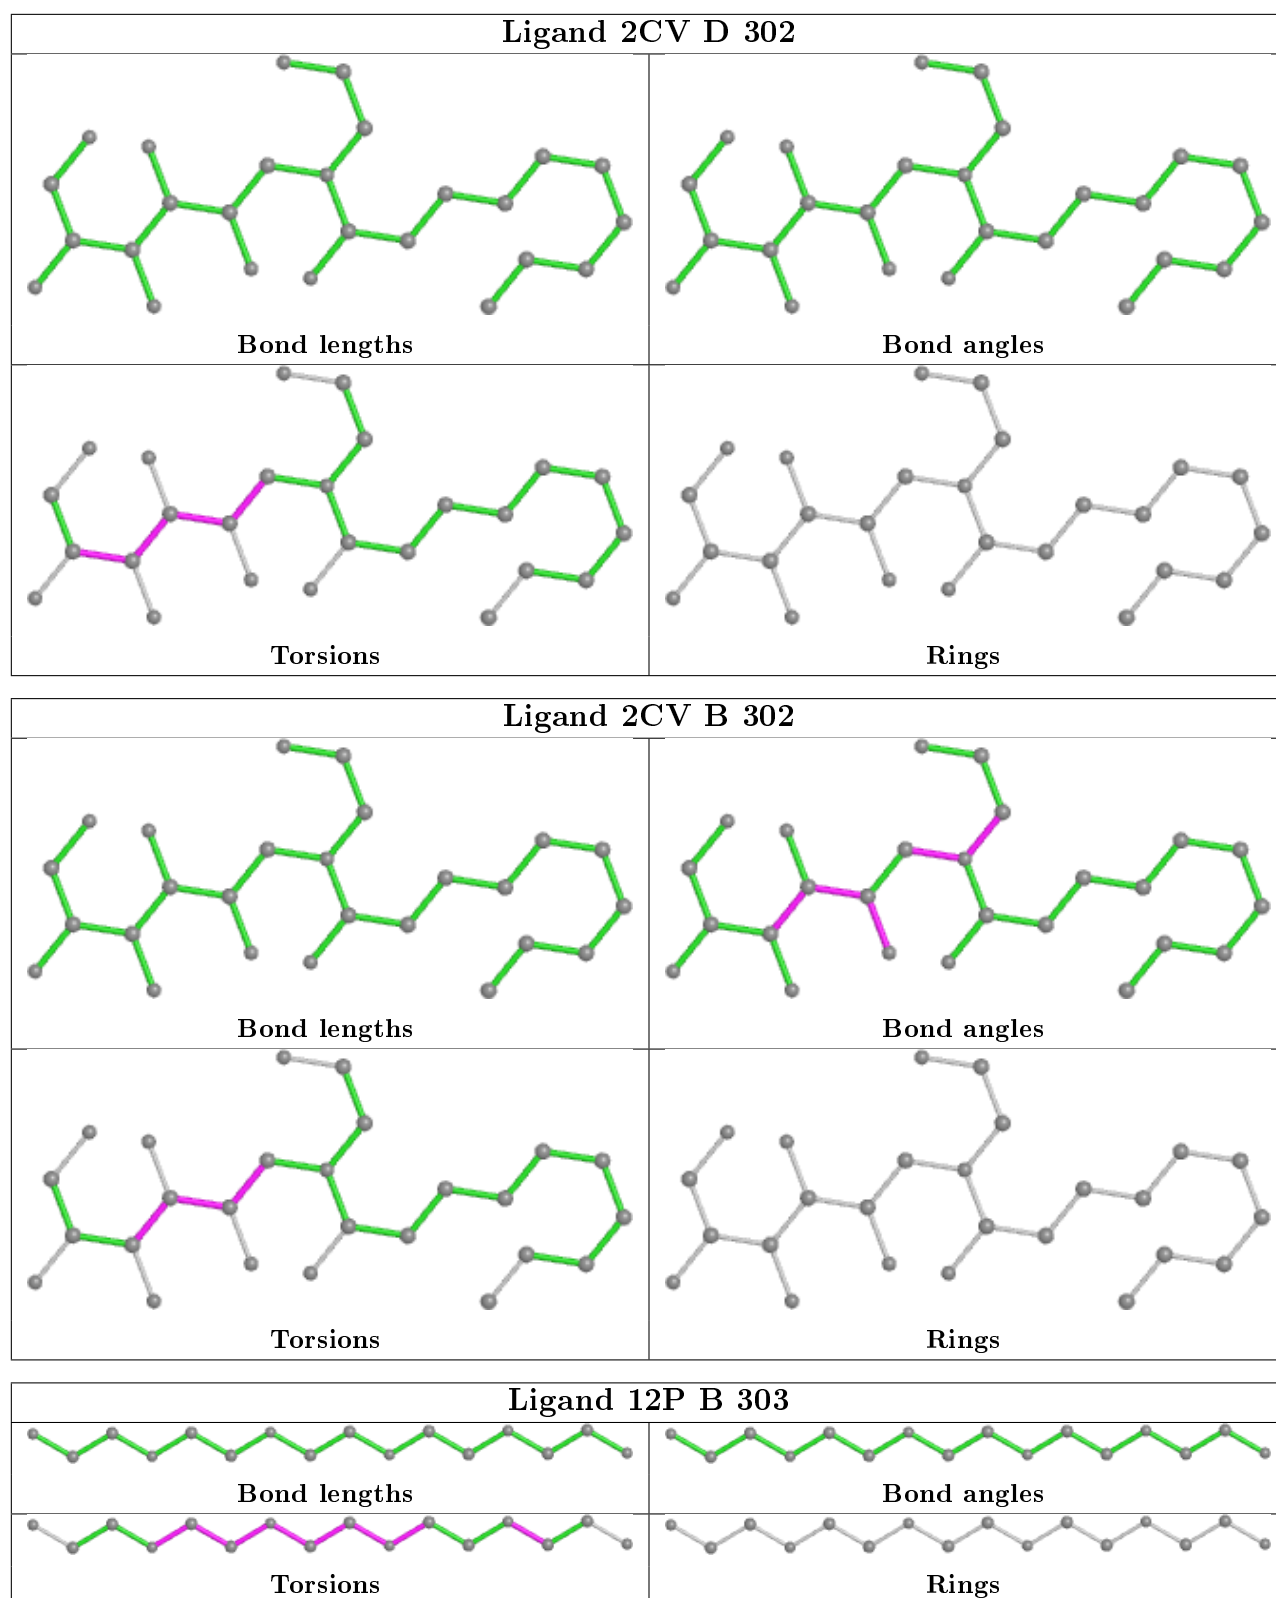 Ligand 2CV D 302
Bond lengths
Bond angles
Torsions
Rings
Ligand 2CV B 302
Bond lengths
Bond angles
Torsions
Rings
Ligand 12P B 303
Bond lengths
Bond angles
Torsions
Rings